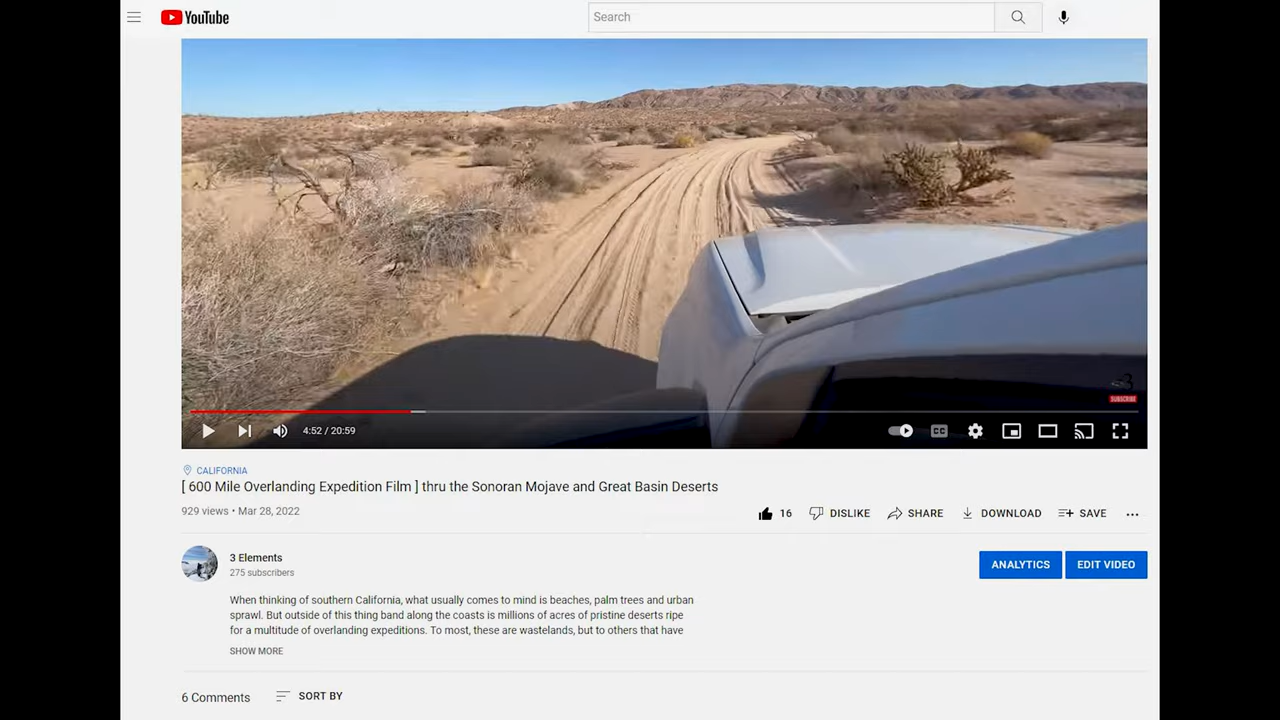 YouTube
Search
3
SUBSCRIBE
4:52 / 20:59
CC
CALIFORNIA
[ 600 Mile Overlanding Expedition Film ] thru the Sonoran Mojave and Great Basin Deserts
929 views • Mar 28, 2022
16 DISLIKE SHARE DOWNLOAD SAVE ...
3 Elements
275 subscribers
ANALYTICS EDIT VIDEO
When thinking of southern California, what usually comes to mind is beaches, palm trees and urban
sprawl. But outside of this thing band along the coasts is millions of acres of pristine deserts ripe
for a multitude of overlanding expeditions. To most, these are wastelands, but to others that have
SHOW MORE
6 Comments SORT BY